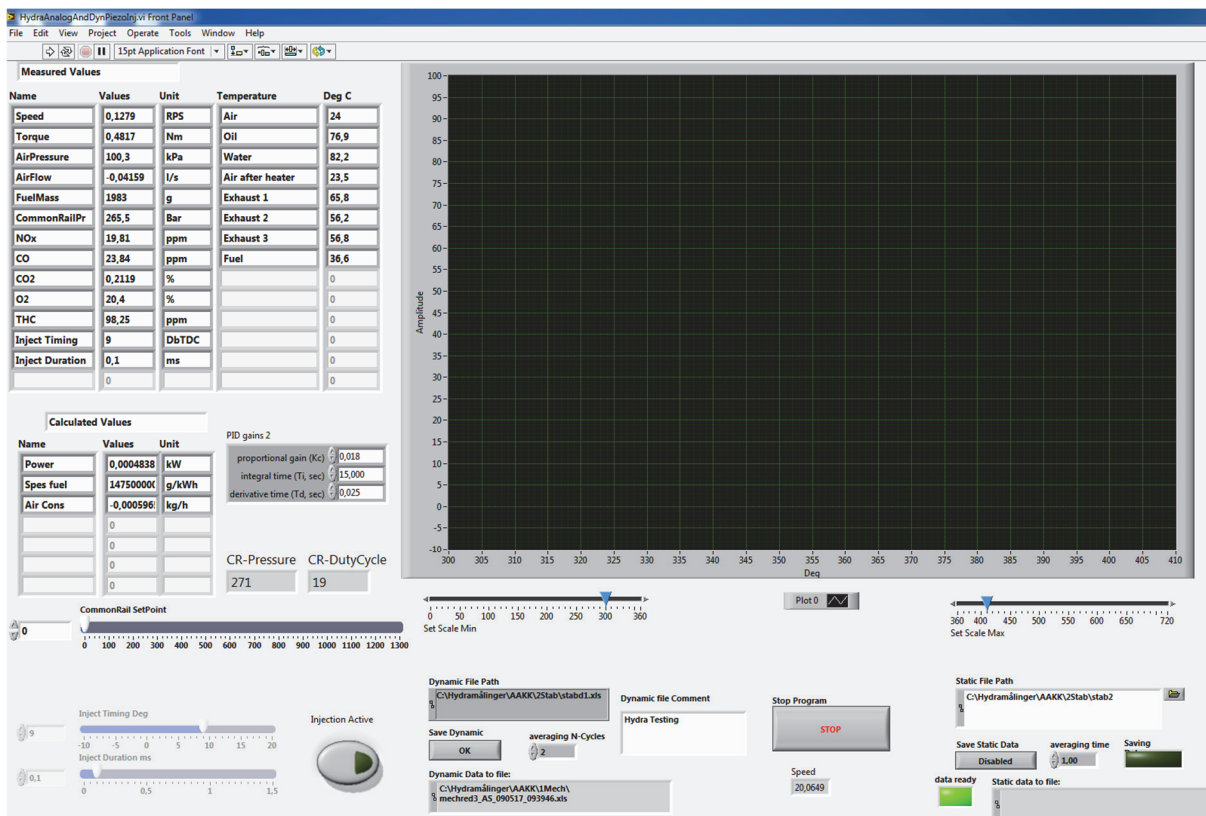 HydraAnalogAndDynPiezoInj.vi Front Panel
File Edit View Project Operate Tools Window Help
15pt Application Font
Measured Values
Name Values Unit Temperature Deg C
Speed 0,1279 RPS Air 24
Torque 0,4817 Nm Oil 76,9
AirPressure 100,3 kPa Water 82,2
AirFlow -0,04159 l/s Air after heater 23,5
FuelMass 1983 g Exhaust 1 65,8
CommonRailPr 265,5 Bar Exhaust 2 56,2
NOx 19,81 ppm Exhaust 3 56,8
CO 23,84 ppm Fuel 36,6
CO2 0,2119 % 0
O2 20,4 % 0
THC 98,25 ppm 0
Inject Timing 9 DbTDC 0
Inject Duration 0,1 ms 0
0 0
Calculated Values
Name Values Unit
Power 0,0004838 kW
Spes fuel 14750000 g/kWh
Air Cons -0,000596 kg/h
0
0
0
0
PID gains 2
proportional gain (Kc) 0,018
integral time (Ti, sec) 15,000
derivative time (Td, sec) 0,025
CR-Pressure CR-DutyCycle
271 19
CommonRail SetPoint
0
0 100 200 300 400 500 600 700 800 900 1000 1100 1200 1300
Inject Timing Deg
9
-10 -5 0 5 10 15 20
Inject Duration ms
0,1
0 0,5 1 1,5
Injection Active
Amplitude
100
95
90
85
80
75
70
65
60
55
50
45
40
35
30
25
20
15
10
5
0
-5
-10
300 305 310 315 320 325 330 335 340 345 350 355 360 365 370 375 380 385 390 395 400 405 410
Deg
0 50 100 150 200 250 300 360
Set Scale Min
Plot 0
360 400 450 500 550 600 650 720
Set Scale Max
Dynamic File Path
C:\Hydramålinger\AAKK\2Stab\stabd1.xls
Save Dynamic
OK
averaging N-Cycles
2
Dynamic Data to file:
C:\Hydramålinger\AAKK\1Mech\
mechred3_AS_090517_093946.xls
Dynamic file Comment
Hydra Testing
Stop Program
STOP
Speed
20,0649
Static File Path
C:\Hydramålinger\AAKK\2Stab\stab2
Save Static Data
Disabled
averaging time
1,00
Saving
data ready
Static data to file: